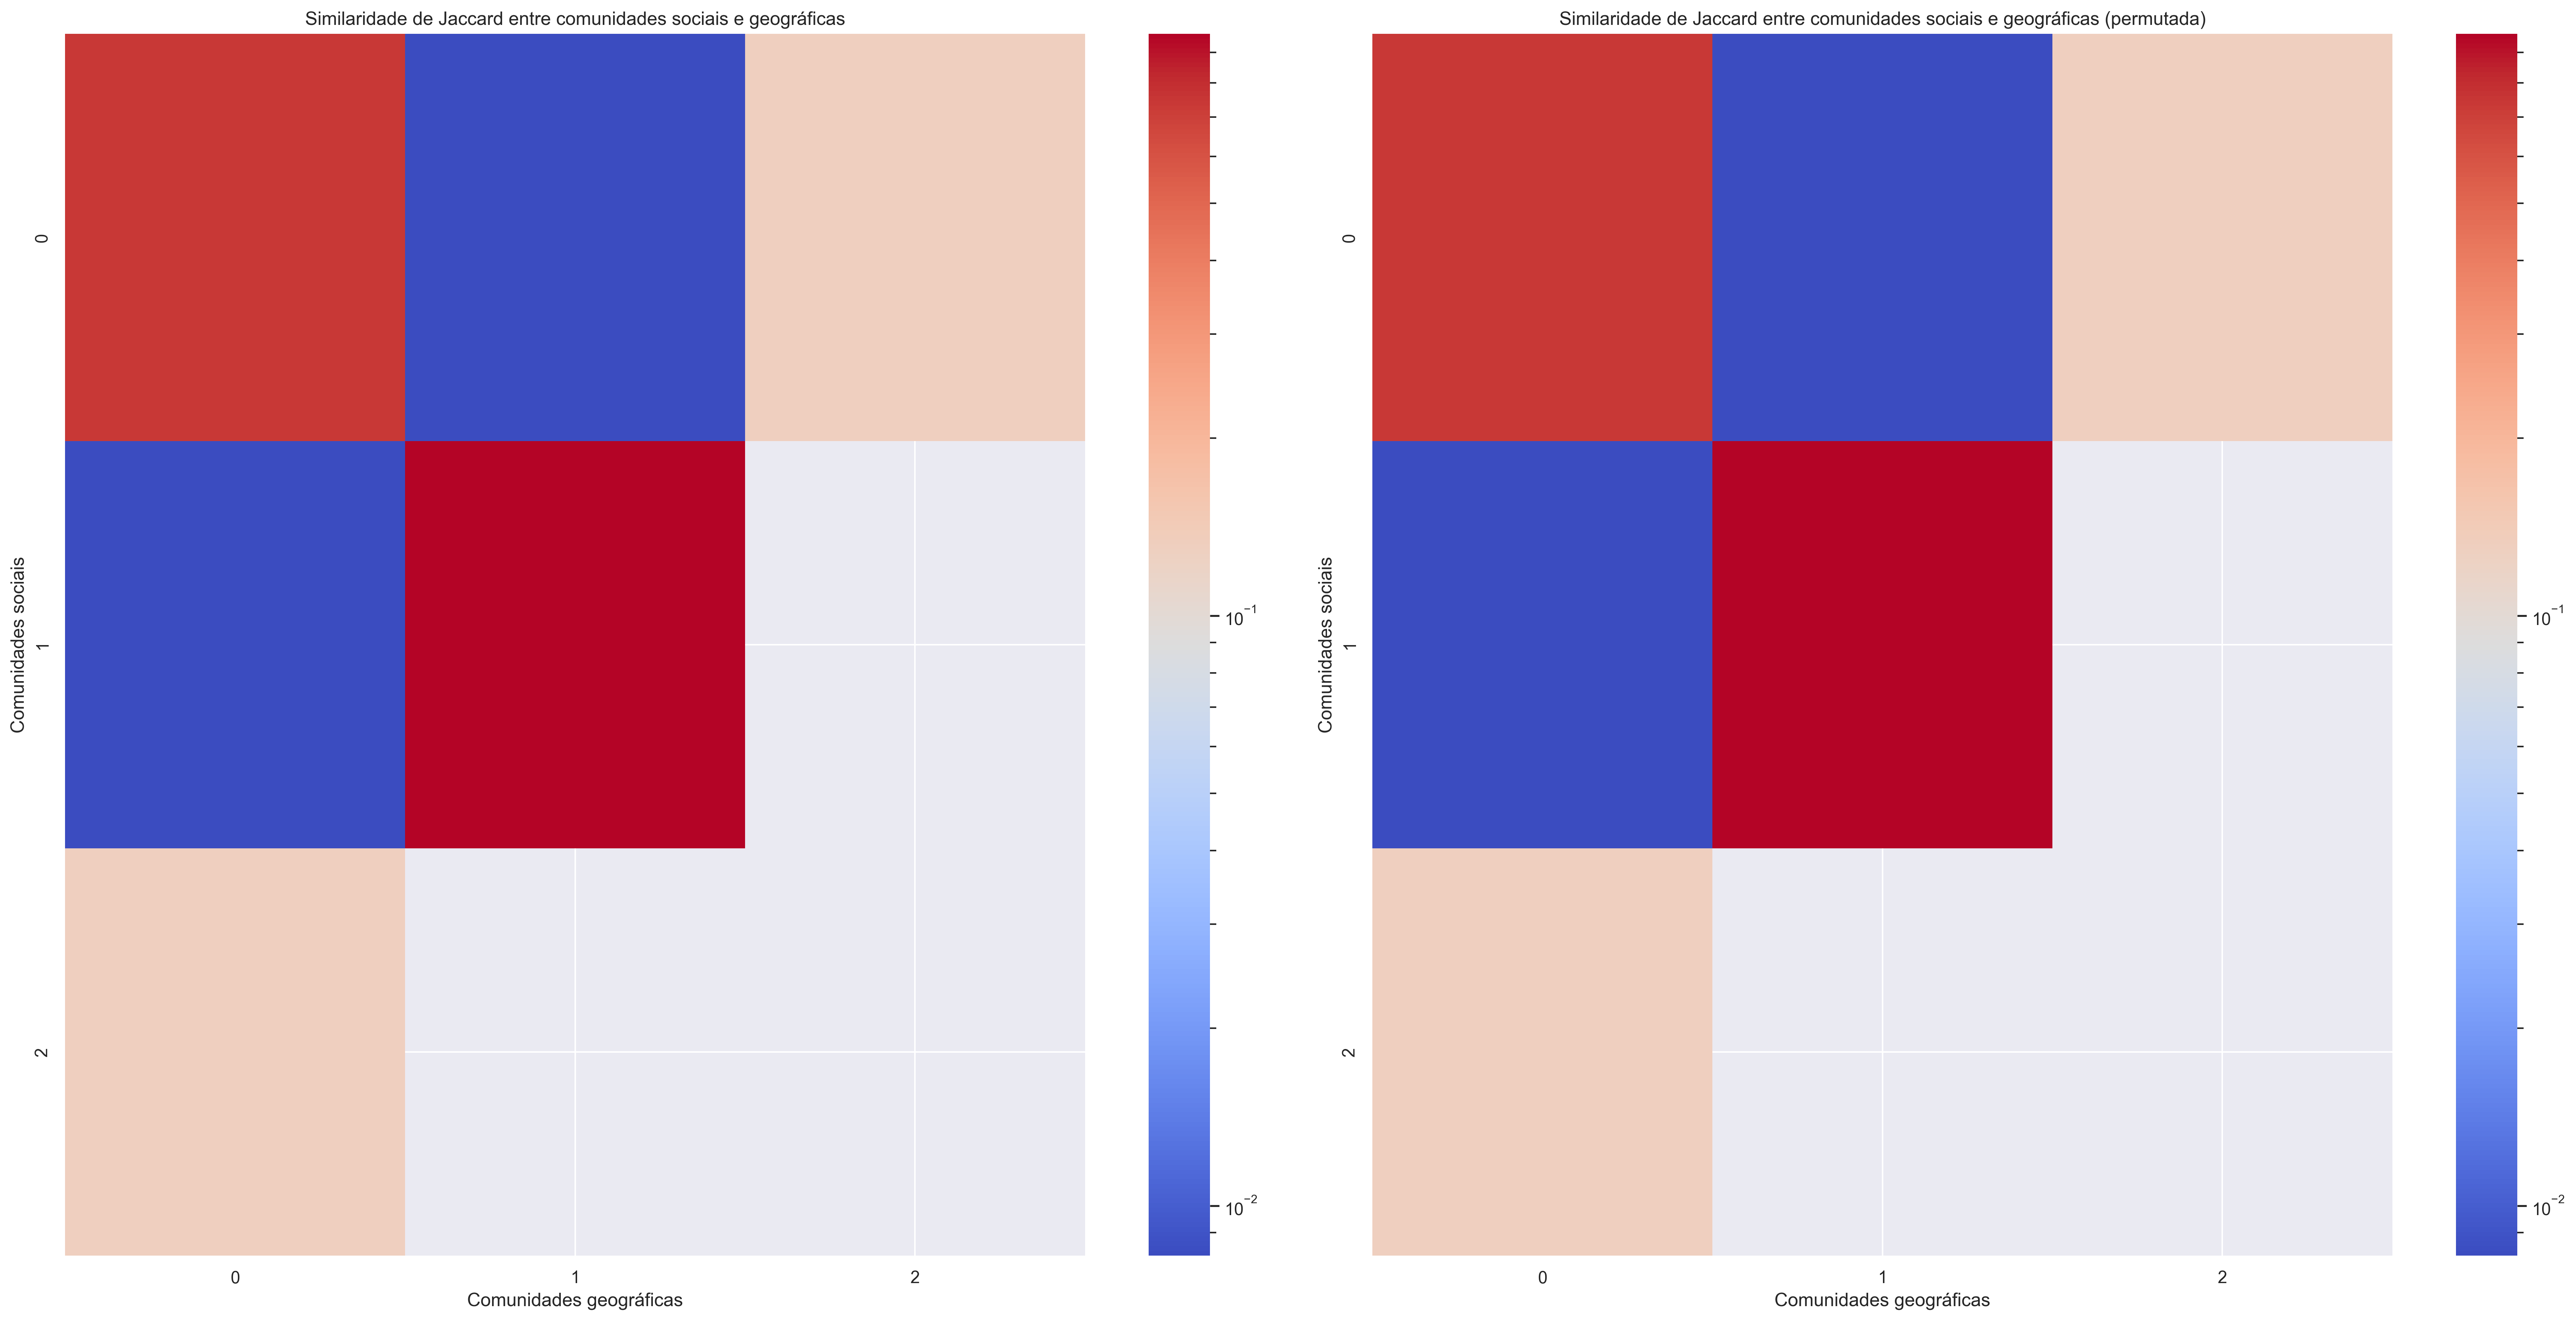 Similaridade de Jaccard entre comunidades sociais e geográficas
0
1
2
Comunidades sociais
0
1
2
Comunidades geográficas
10⁻¹
10⁻²
Similaridade de Jaccard entre comunidades sociais e geográficas (permutada)
0
1
2
Comunidades sociais
0
1
2
Comunidades geográficas
10⁻¹
10⁻²